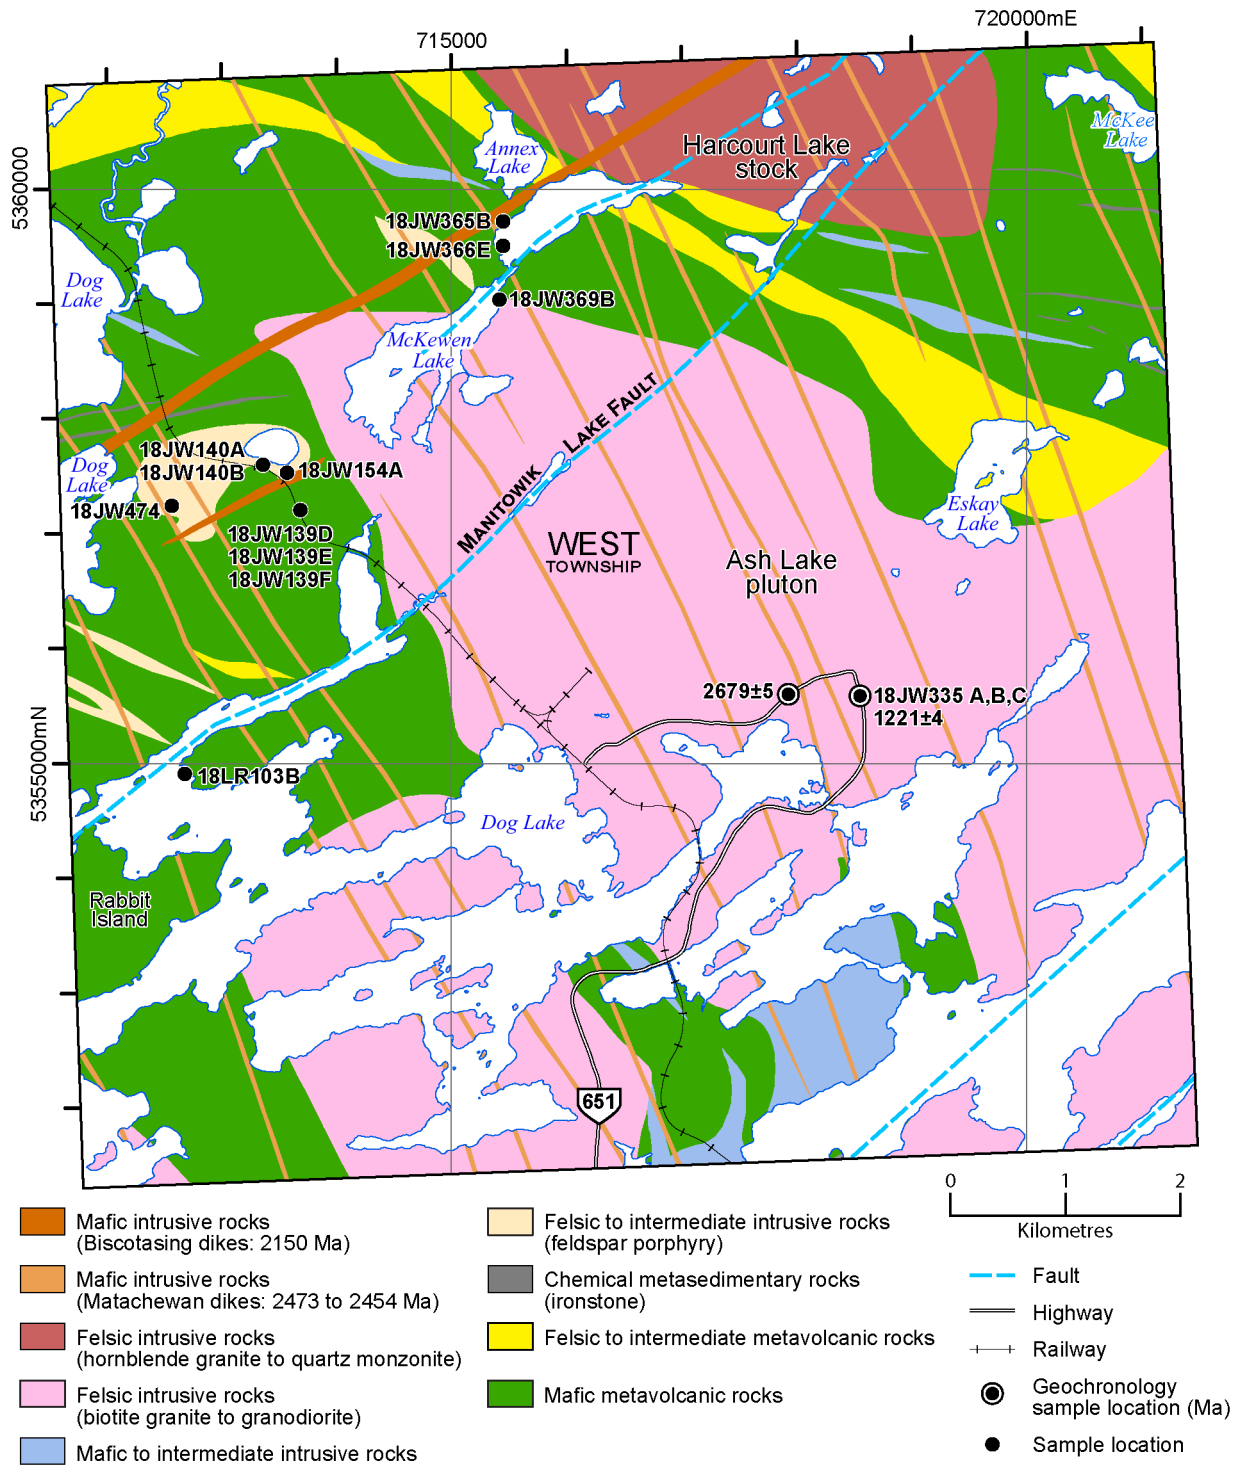 720000mE
715000
5360000
5355000mN
McKee
Lake
Annex
Lake
Harcourt Lake
stock
18JW365B
18JW366E
18JW369B
Dog
Lake
McKewen
Lake
MANITOWIK LAKE FAULT
18JW140A
18JW140B
18JW154A
Dog
Lake
18JW474
18JW139D
18JW139E
18JW139F
Eskay
Lake
WEST
TOWNSHIP
Ash Lake
pluton
2679±5
18JW335 A,B,C
1221±4
18LR103B
Dog Lake
Rabbit
Island
651
0 1 2
Kilometres
Mafic intrusive rocks
(Biscotasing dikes: 2150 Ma)
Mafic intrusive rocks
(Matachewan dikes: 2473 to 2454 Ma)
Felsic intrusive rocks
(hornblende granite to quartz monzonite)
Felsic intrusive rocks
(biotite granite to granodiorite)
Mafic to intermediate intrusive rocks
Felsic to intermediate intrusive rocks
(feldspar porphyry)
Chemical metasedimentary rocks
(ironstone)
Felsic to intermediate metavolcanic rocks
Mafic metavolcanic rocks
Fault
Highway
Railway
Geochronology
sample location (Ma)
Sample location